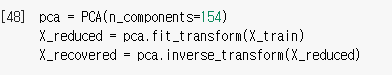 [48] pca = PCA(n_components=154)
X_reduced = pca.fit_transform(X_train)
X_recovered = pca.inverse_transform(X_reduced)